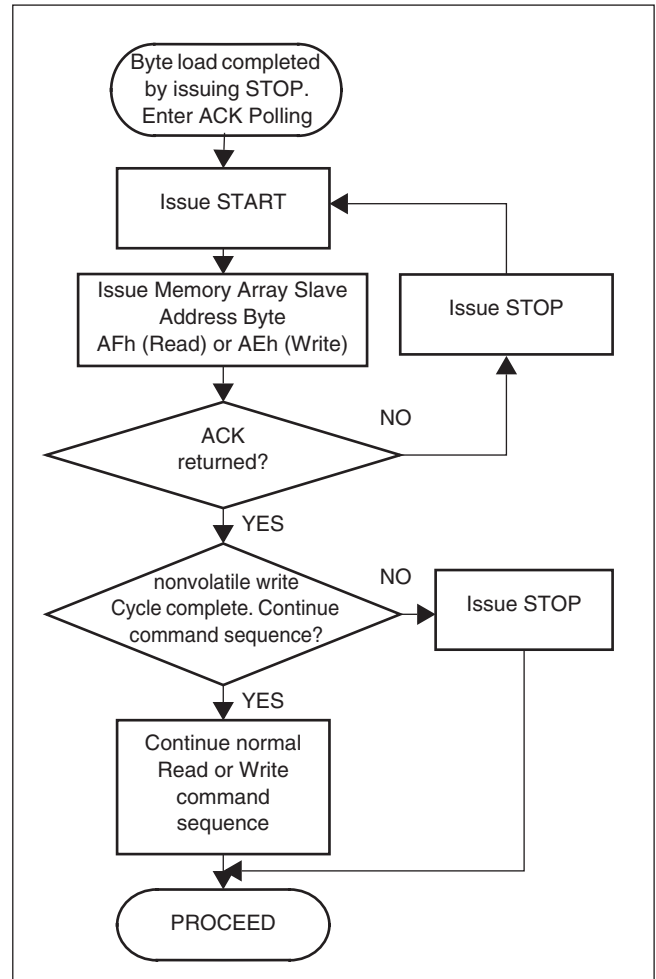 Byte load completed
by issuing STOP.
Enter ACK Polling
Issue START
Issue Memory Array Slave
Address Byte
AFh (Read) or AEh (Write)
Issue STOP
ACK
returned?
NO
YES
nonvolatile write
Cycle complete. Continue
command sequence?
NO
Issue STOP
YES
Continue normal
Read or Write
command
sequence
PROCEED